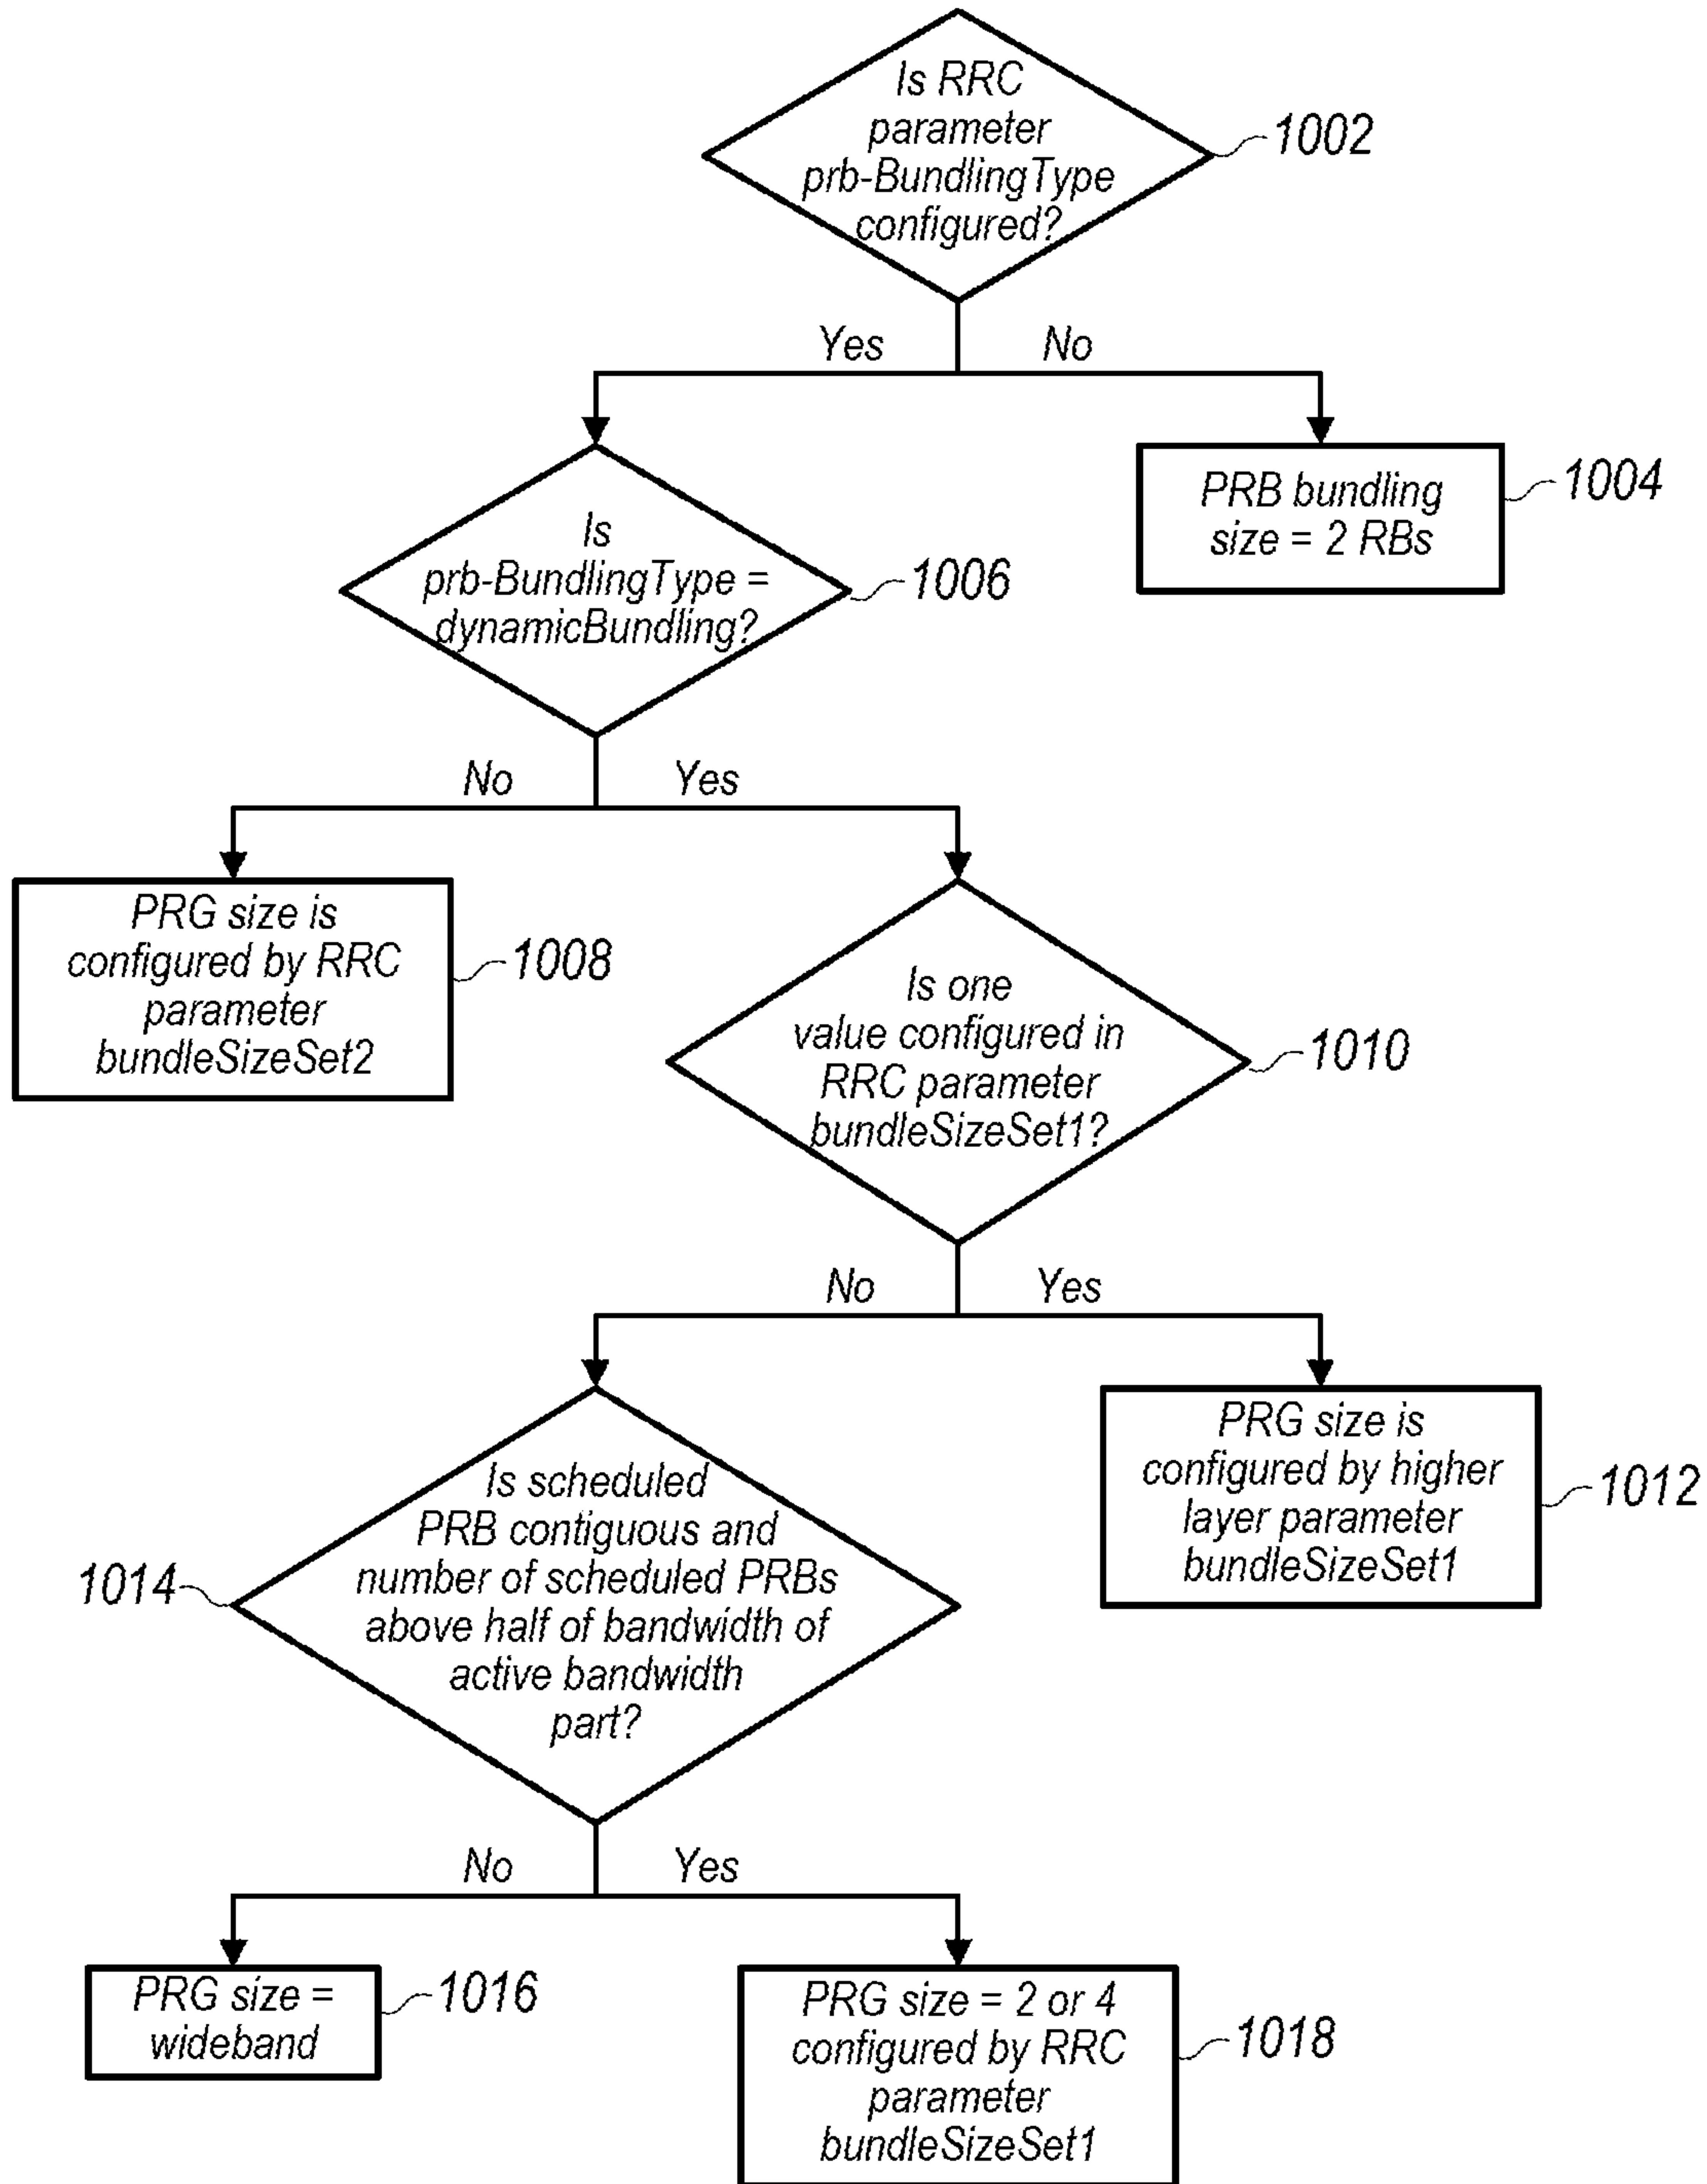 Is RRC
parameter
prb-BundlingType
configured?
1002
Yes
No
PRB bundling
size = 2 RBs
1004
Is
prb-BundlingType =
dynamicBundling?
1006
No
Yes
PRG size is
configured by RRC
parameter
bundleSizeSet2
1008
Is one
value configured in
RRC parameter
bundleSizeSet1?
1010
No
Yes
PRG size is
configured by higher
layer parameter
bundleSizeSet1
1012
Is scheduled
PRB contiguous and
number of scheduled PRBs
above half of bandwidth of
active bandwidth
part?
1014
No
Yes
PRG size =
wideband
1016
PRG size = 2 or 4
configured by RRC
parameter
bundleSizeSet1
1018